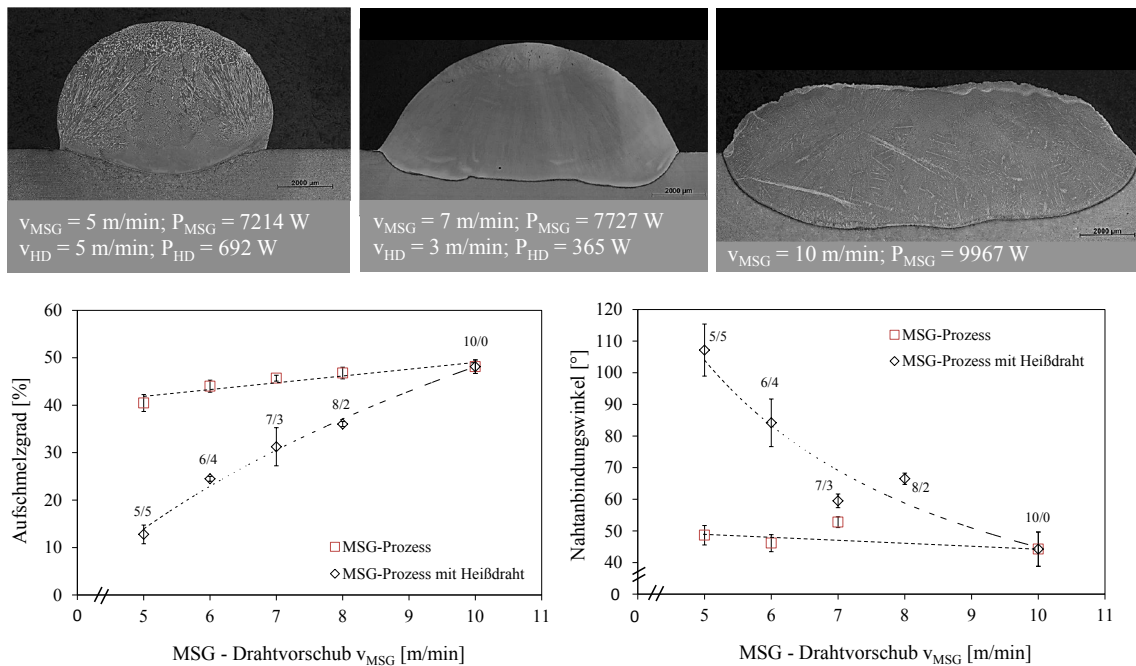 2000 µm
v_MSG = 5 m/min; P_MSG = 7214 W
v_HD = 5 m/min; P_HD = 692 W
2000 µm
v_MSG = 7 m/min; P_MSG = 7727 W
v_HD = 3 m/min; P_HD = 365 W
2000 µm
v_MSG = 10 m/min; P_MSG = 9967 W
Aufschmelzgrad [%]
60
50
40
30
20
10
0
5/5
6/4
7/3
8/2
10/0
MSG-Prozess
MSG-Prozess mit Heißdraht
0
5
6
7
8
9
10
11
MSG - Drahtvorschub v_MSG [m/min]
Nahtanbindungswinkel [°]
120
110
100
90
80
70
60
50
40
0
5/5
6/4
7/3
8/2
10/0
MSG-Prozess
MSG-Prozess mit Heißdraht
0
5
6
7
8
9
10
11
MSG - Drahtvorschub v_MSG [m/min]